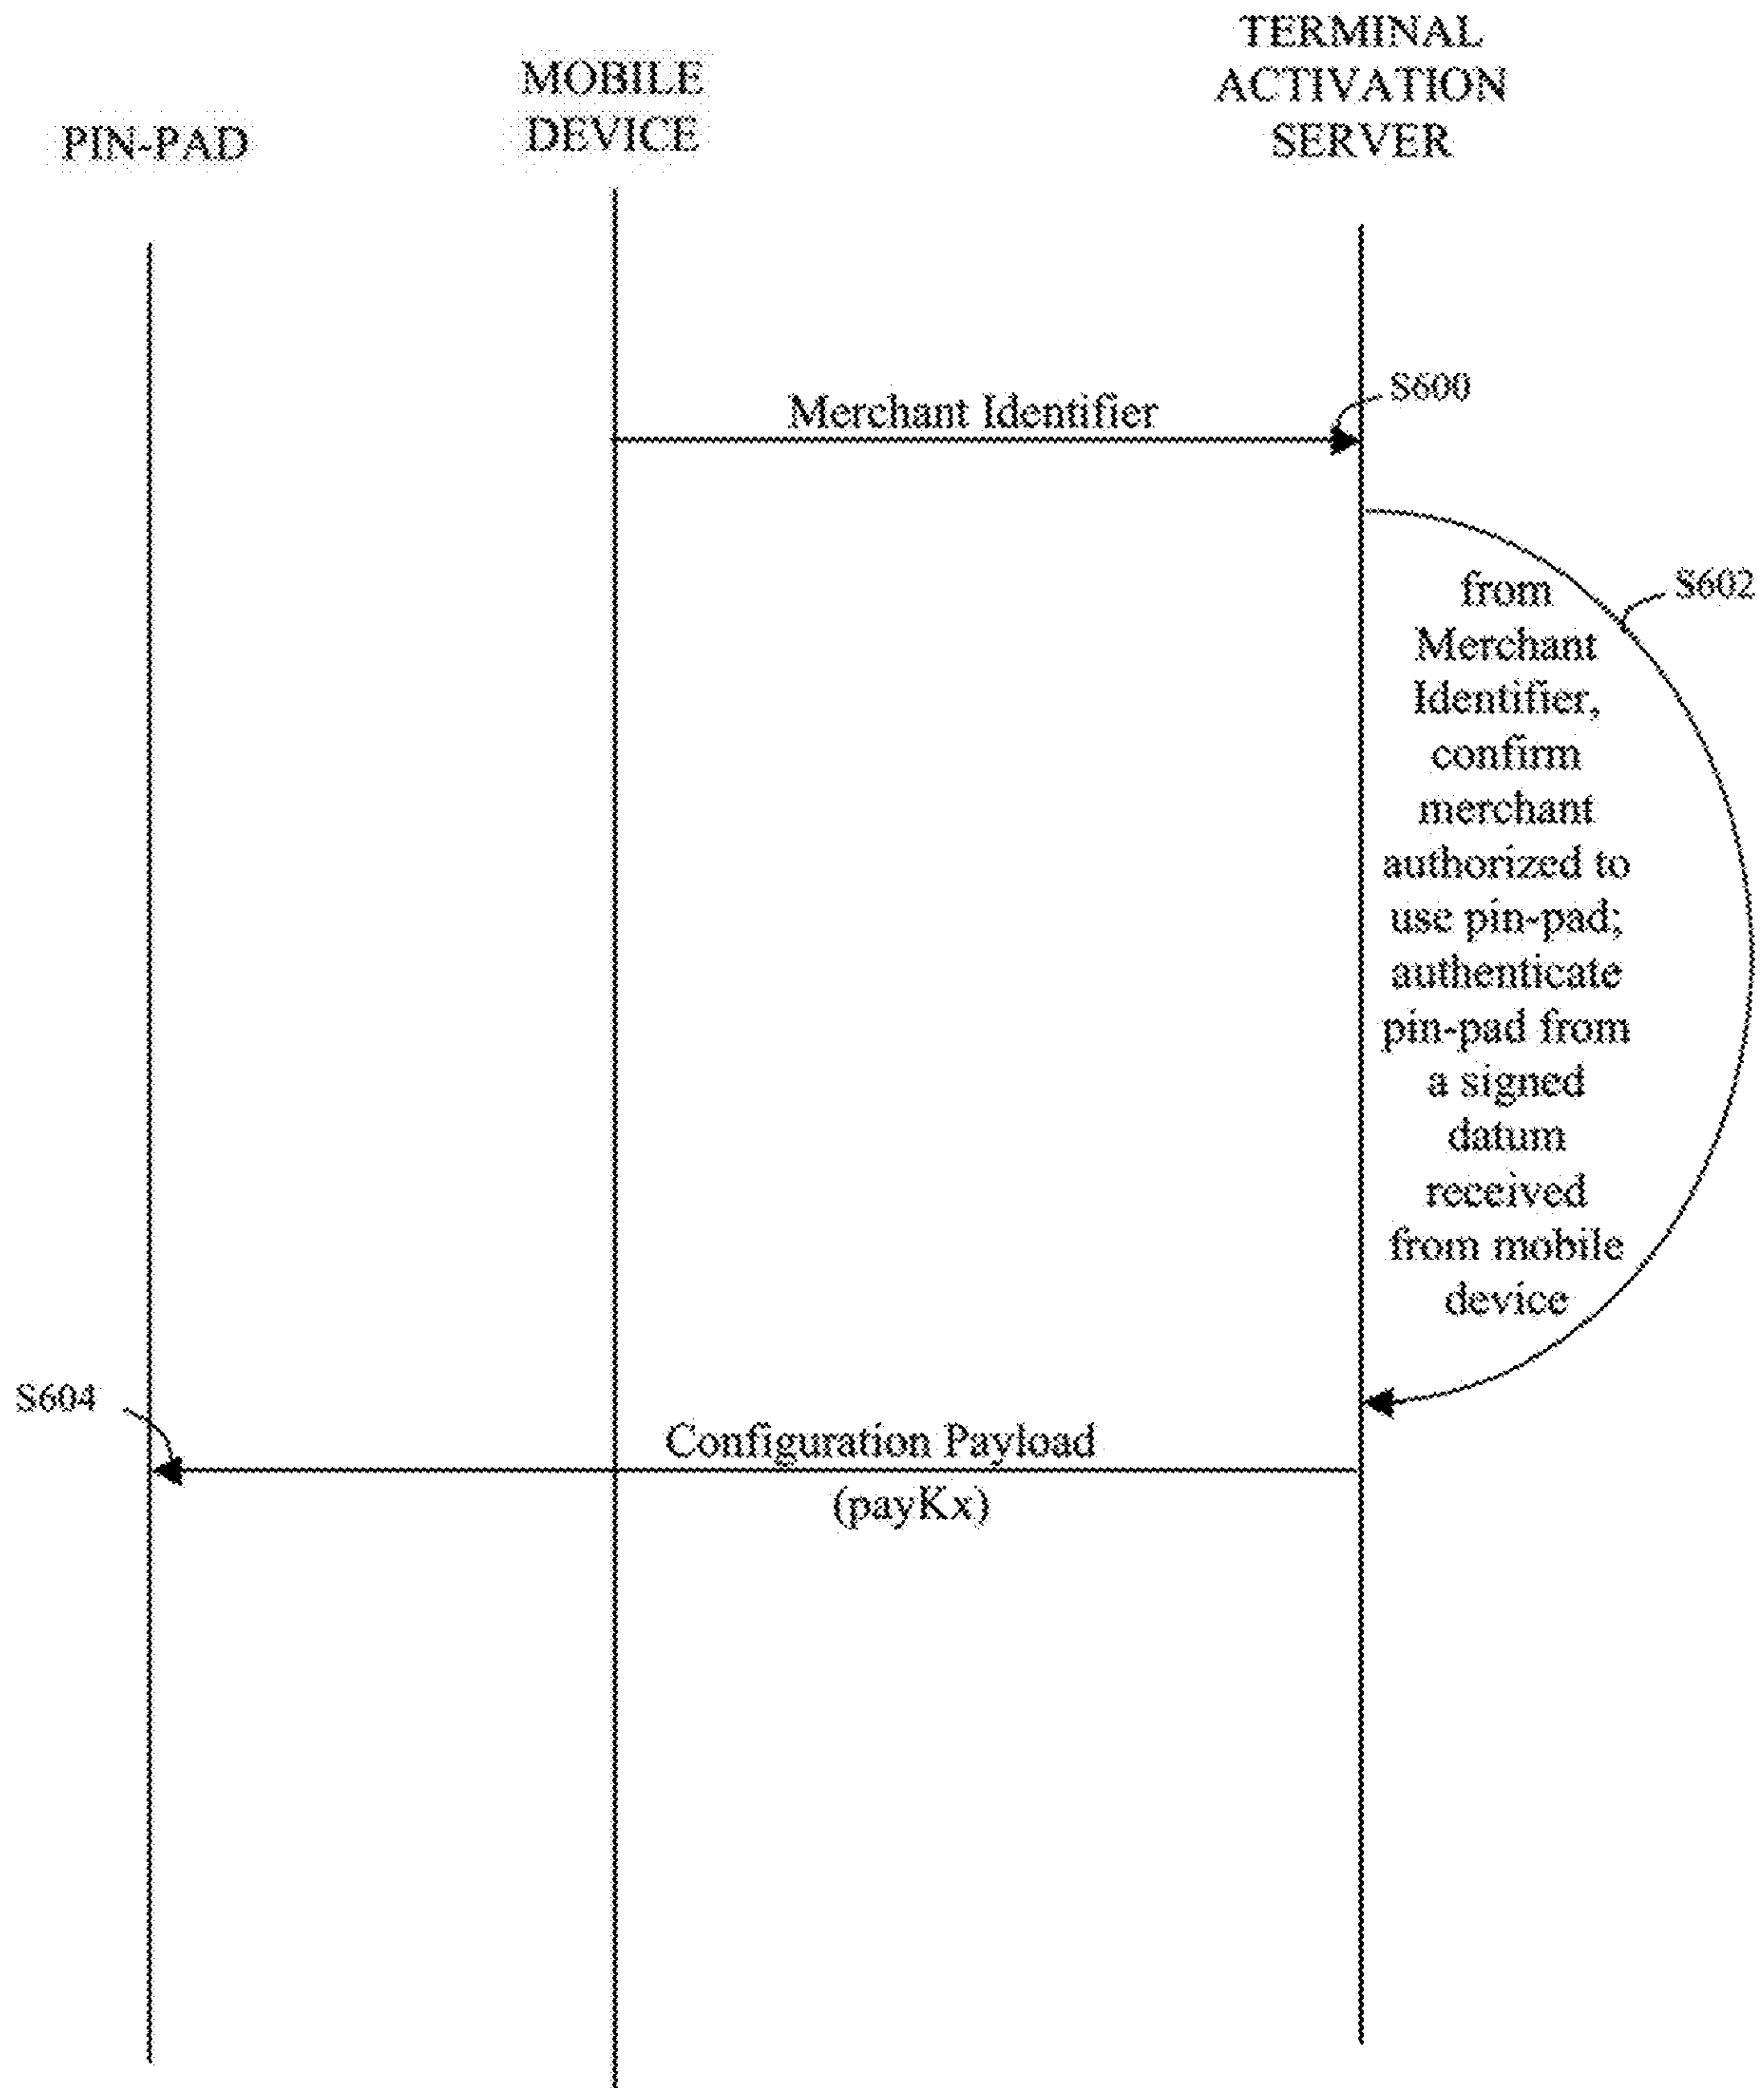 PIN-PAD
MOBILE
DEVICE
TERMINAL
ACTIVATION
SERVER
Merchant Identifier
S600
S602
from
Merchant
Identifier,
confirm
merchant
authorized to
use pin-pad;
authenticate
pin-pad from
a signed
datum
received
from mobile
device
S604
Configuration Payload
(payKx)